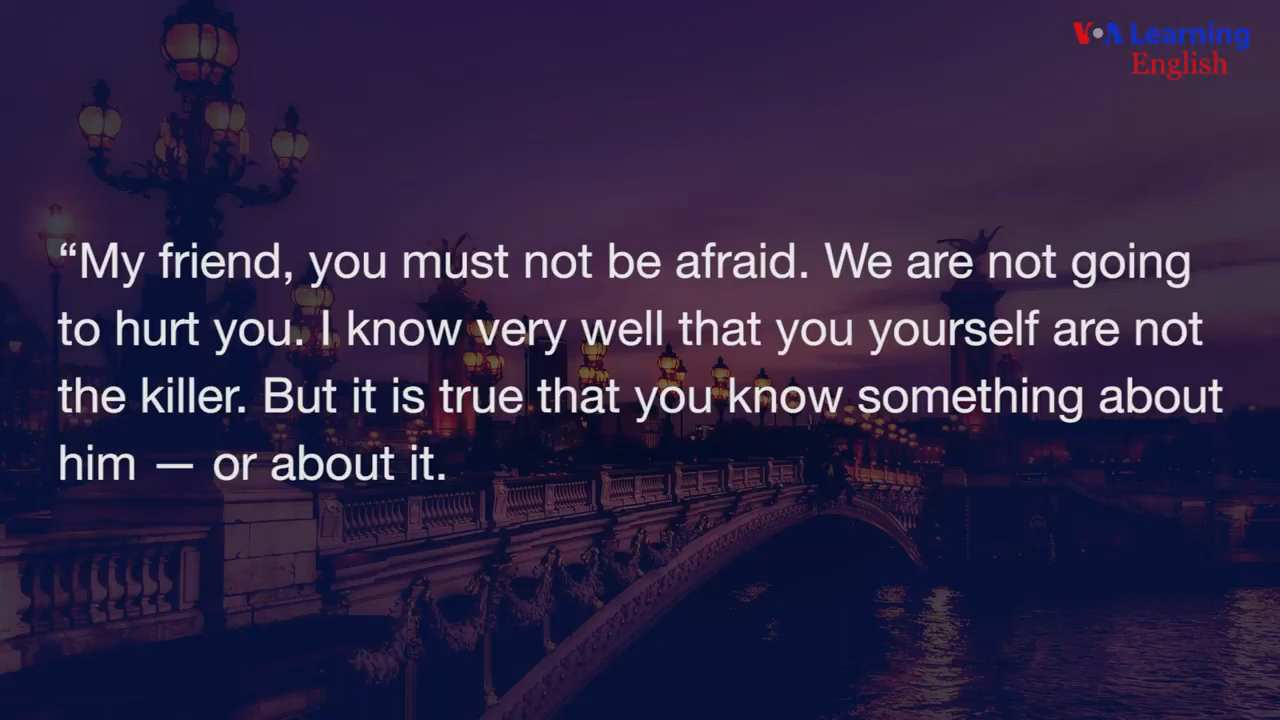 VOA Learning
English
“My friend, you must not be afraid. We are not going
to hurt you. I know very well that you yourself are not
the killer. But it is true that you know something about
him — or about it.